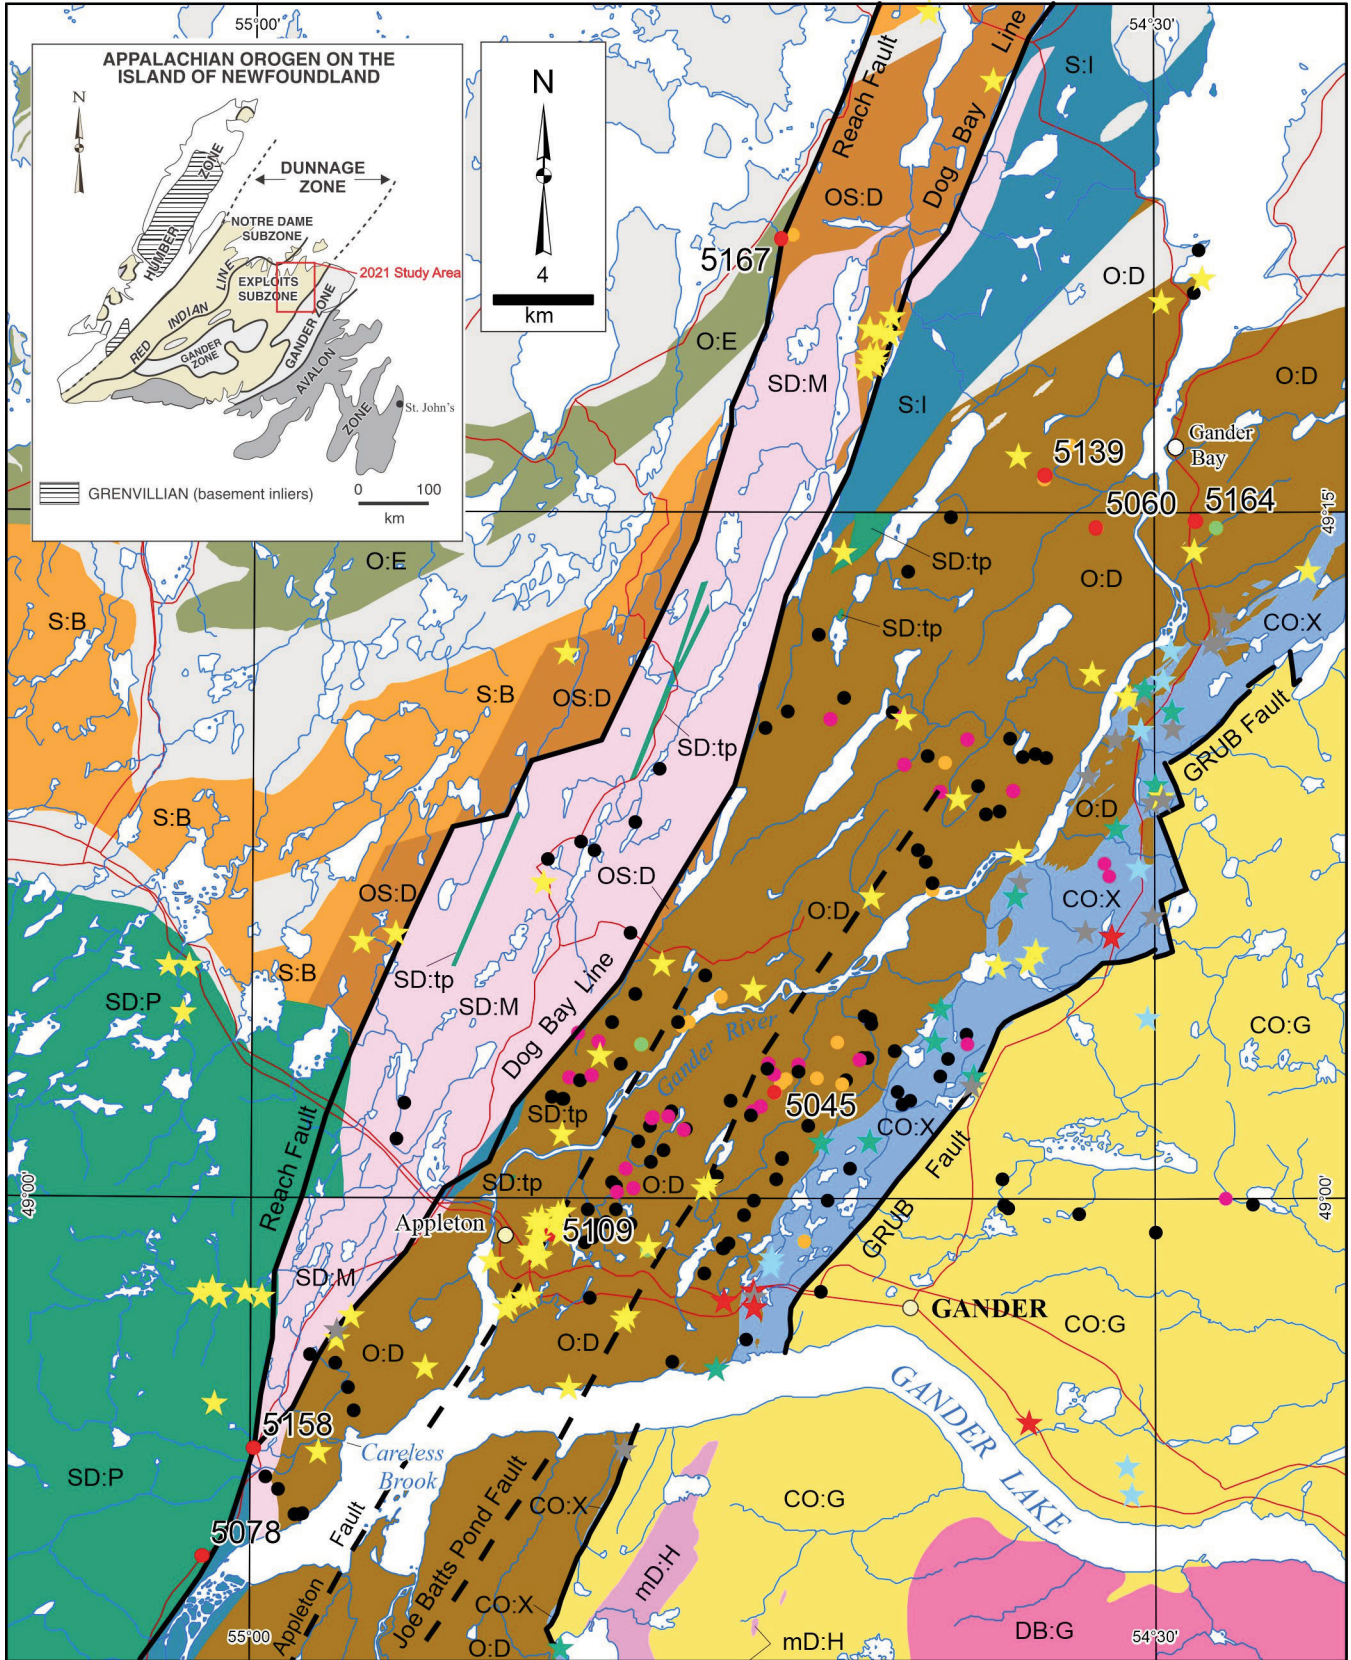 55°00'
54°30'
APPALACHIAN OROGEN ON THE
ISLAND OF NEWFOUNDLAND
N
HUMBER
ZONE
DUNNAGE
ZONE
NOTRE DAME
SUBZONE
EXPLOITS
SUBZONE
2021 Study Area
RED
INDIAN
LINE
GANDER
ZONE
GANDER ZONE
AVALON
ZONE
St. John's
GRENVILLIAN (basement inliers)
0
100
km
N
4
km
Reach Fault
Dog Bay Line
S:I
OS:D
5167
O:E
SD:M
S:I
O:D
O:D
Gander
Bay
5139
5060
5164
49°15'
SD:tp
O:E
O:D
S:B
SD:tp
CO:X
S:B
OS:D
SD:tp
GRUB Fault
S:B
O:D
OS:D
OS:D
CO:X
O:D
S:B
SD:tp
SD:P
SD:M
Dog Bay Line
Gander River
CO:G
SD:tp
5045
CO:X
Reach Fault
GRUB Fault
SD:tp
O:D
49°00'
49°00'
Appleton
5109
SD:M
GANDER
CO:G
O:D
O:D
GANDER LAKE
5158
Careless
Brook
SD:P
CO:X
CO:G
5078
Appleton Fault
Joe Batts Pond Fault
mD:H
CO:X
O:D
mD:H
DB:G
55°00
54°30'